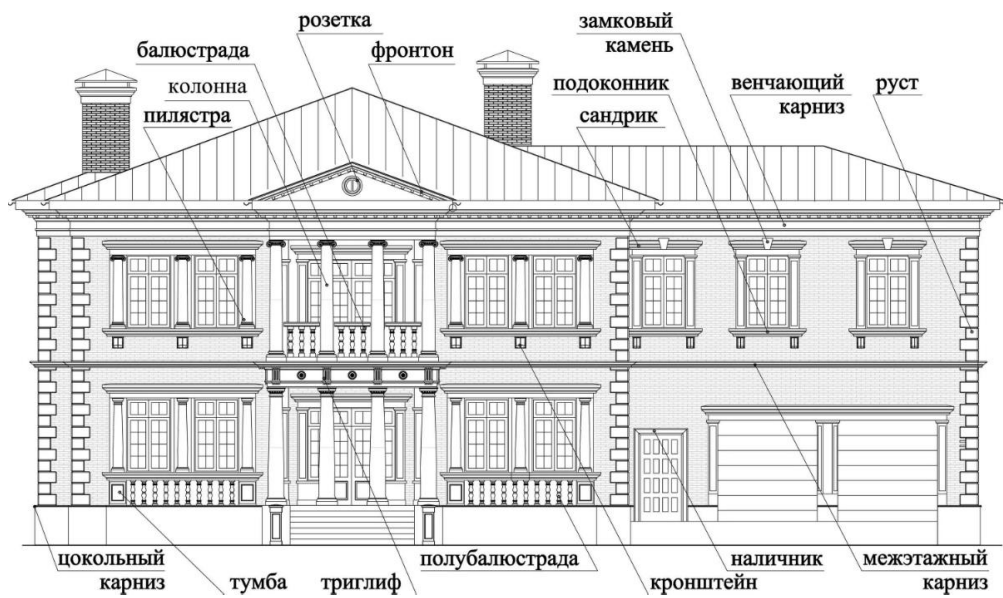 розетка
балюстрада
колонна
пилястра
фронтон
замковый
камень
подоконник
сандрик
венчающий
карниз
руст
цокольный
карниз
тумба
триглиф
полубалюстрада
кронштейн
наличник
межэтажный
карниз